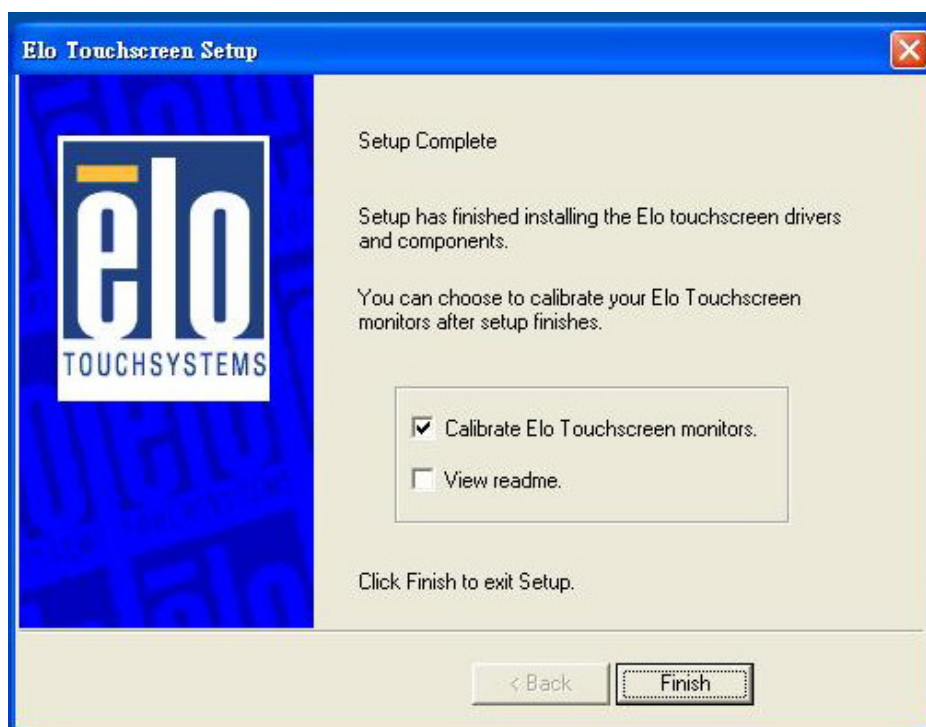 Elo Touchscreen Setup
ēlo
TOUCHSYSTEMS
Setup Complete
Setup has finished installing the Elo touchscreen drivers
and components.
You can choose to calibrate your Elo Touchscreen
monitors after setup finishes.
Calibrate Elo Touchscreen monitors.
View readme.
Click Finish to exit Setup.
< Back
Finish